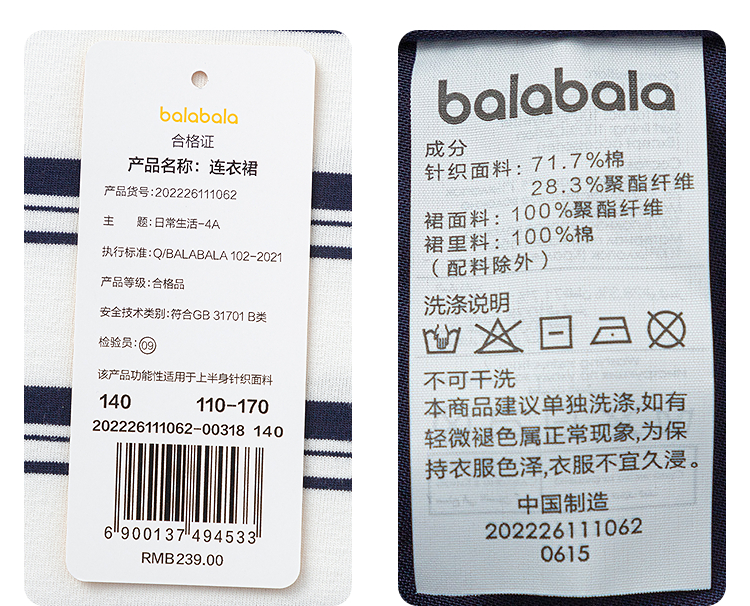 balabala
合格证
产品名称：连衣裙
产品货号：202226111062
主 题：日常生活-4A
执行标准：Q/BALABALA 102-2021
产品等级：合格品
安全技术类别：符合GB 31701 B类
检验员：09
该产品功能性适用于上半身针织面料
140 110-170
202226111062-00318 140
6 900137 494533
RMB239.00
balabala
成分
针织面料：71.7%棉
28.3%聚酯纤维
裙面料：100%聚酯纤维
裙里料：100%棉
（配料除外）
洗涤说明
不可干洗
本商品建议单独洗涤,如有
轻微褪色属正常现象,为保
持衣服色泽,衣服不宜久浸。
中国制造
202226111062
0615